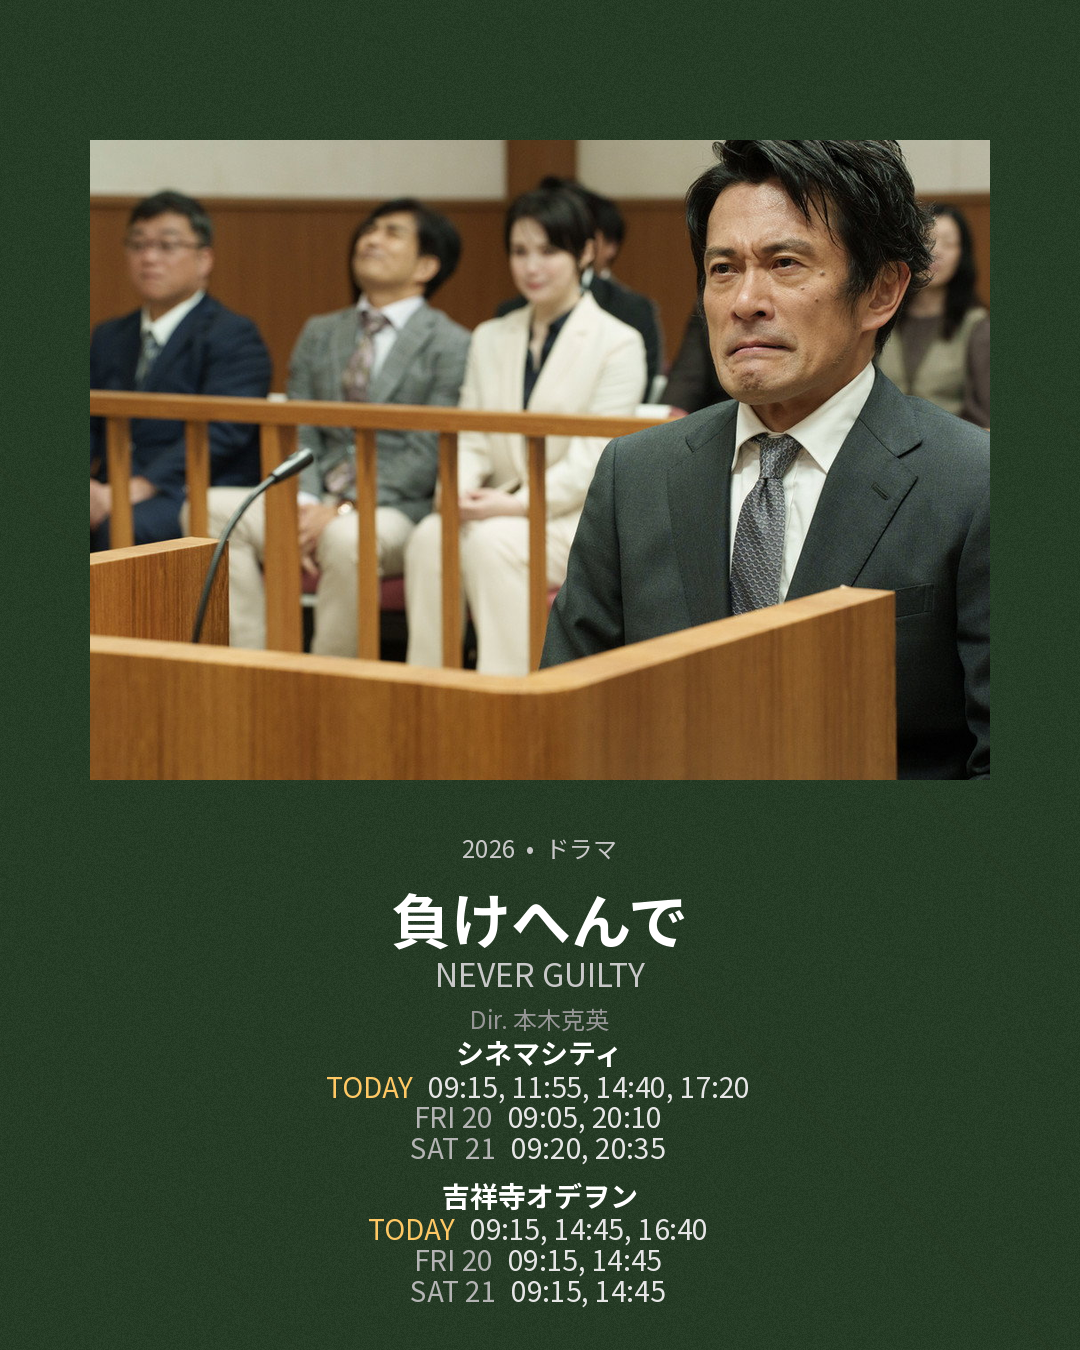 2026 • ドラマ
負けへんで
NEVER GUILTY
Dir. 本木克英
シネマシティ
TODAY 09:15, 11:55, 14:40, 17:20
FRI 20 09:05, 20:10
SAT 21 09:20, 20:35
吉祥寺オデヲン
TODAY 09:15, 14:45, 16:40
FRI 20 09:15, 14:45
SAT 21 09:15, 14:45